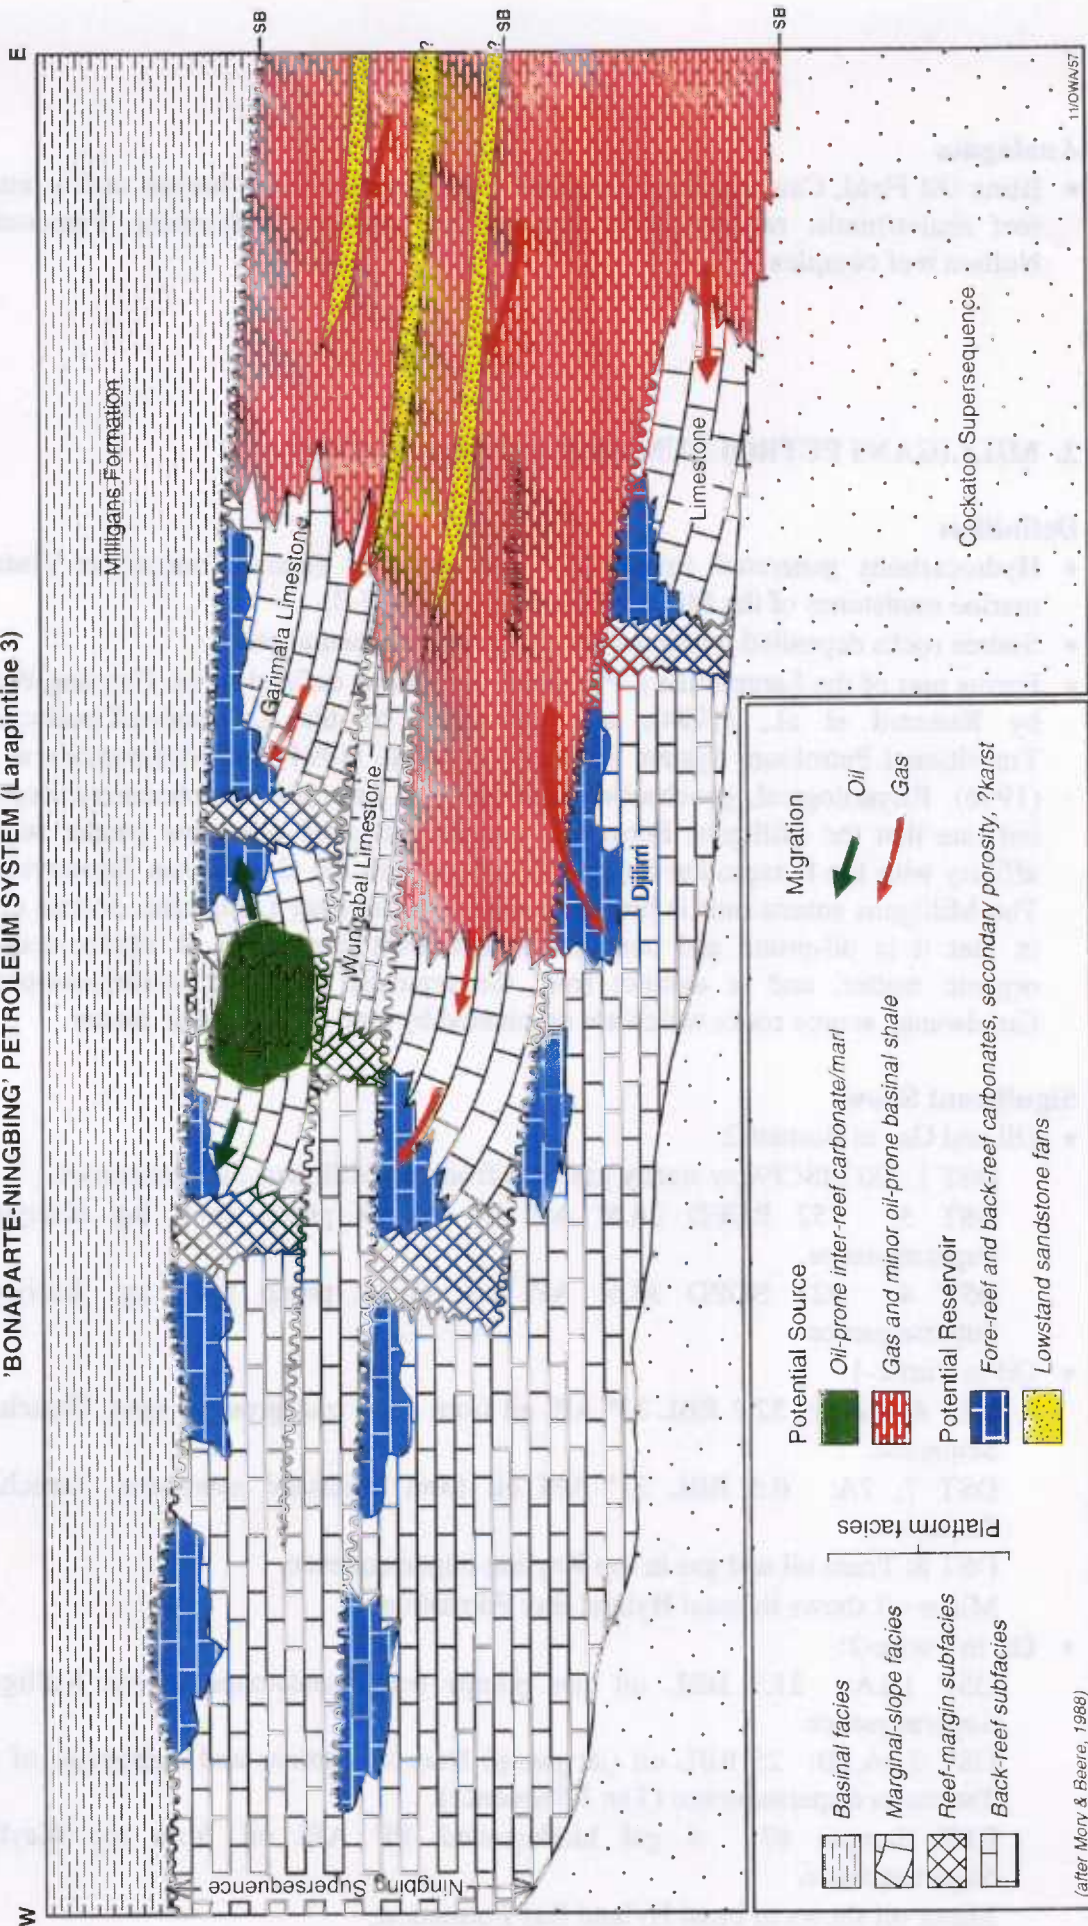 'BONAPARTE-NINGBING' PETROLEUM SYSTEM (Larapintine 3)
W
E
Milligans Formation
SB
Garimala Limestone
?
Wungabal Limestone
?
SB
Ningbing Supersequence
Djilirri
Limestone
SB
Cockatoo Supersequence
Basinal facies
Marginal-slope facies
Reef-margin subfacies
Back-reef subfacies
Platform facies
Potential Source
Oil-prone inter-reef carbonate/marl
Gas and minor oil-prone basinal shale
Potential Reservoir
Fore-reef and back-reef carbonates, secondary porosity, ?karst
Lowstand sandstone fans
Migration
Oil
Gas
(after Mory & Beere, 1988)
11/OWA/57